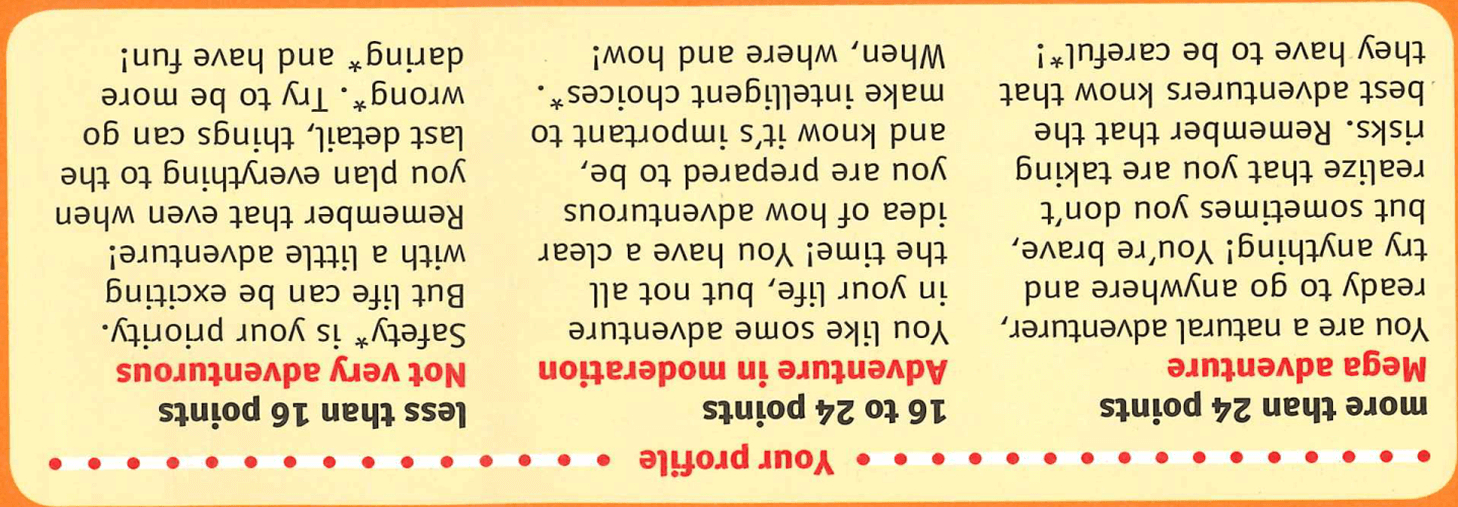 Your profile
more than 24 points
Mega adventure
You are a natural adventurer,
ready to go anywhere and
try anything! You're brave,
but sometimes you don't
realize that you are taking
risks. Remember that the
best adventurers know that
they have to be careful*!
16 to 24 points
Adventure in moderation
You like some adventure
in your life, but not all
the time! You have a clear
idea of how adventurous
you are prepared to be,
and know it's important to
make intelligent choices*.
When, where and how!
less than 16 points
Not very adventurous
Safety* is your priority.
But life can be exciting
with a little adventure!
Remember that even when
you plan everything to the
last detail, things can go
wrong*. Try to be more
daring* and have fun!